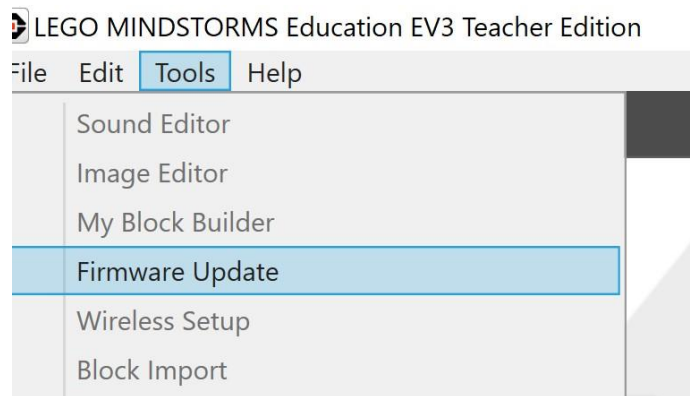 LEGO MINDSTORMS Education EV3 Teacher Edition
File Edit Tools Help
Sound Editor
Image Editor
My Block Builder
Firmware Update
Wireless Setup
Block Import